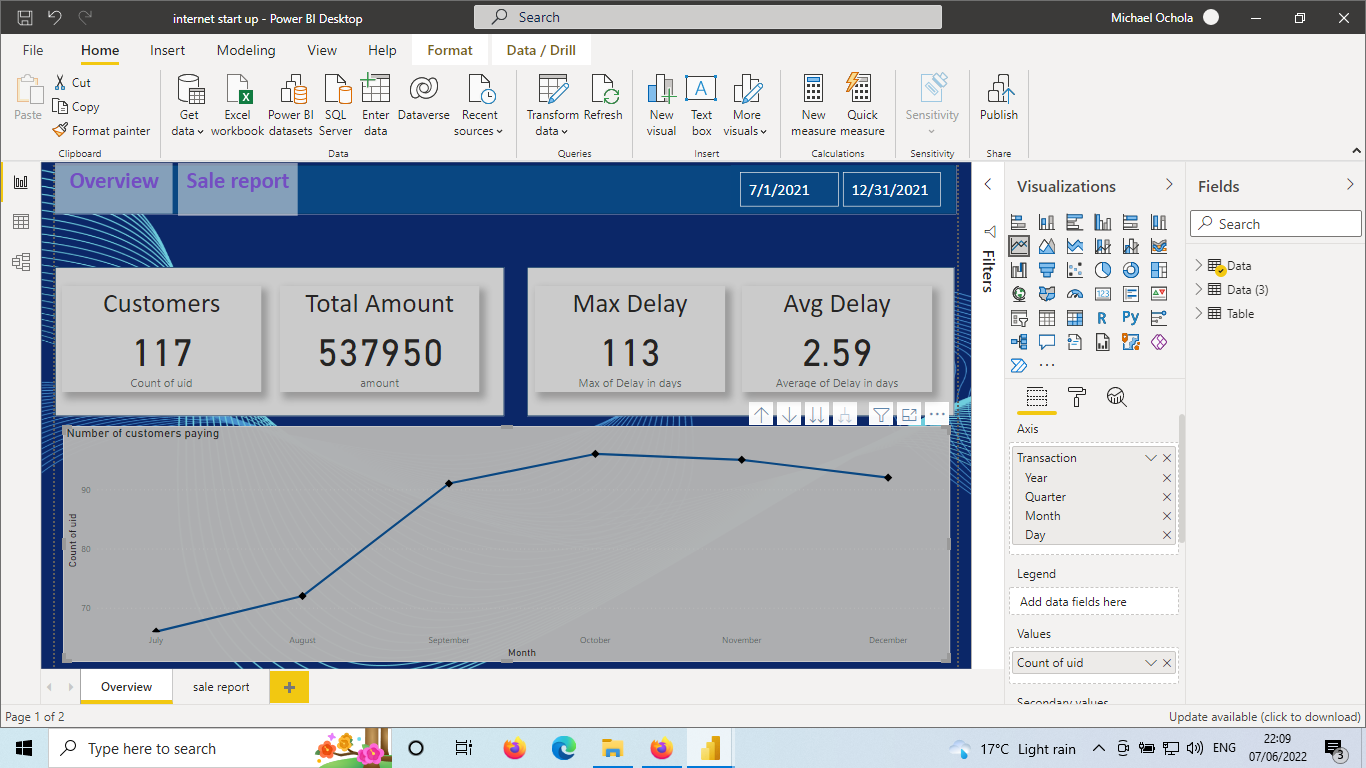 internet start up - Power BI Desktop
Search
Michael Ochola
File Home Insert Modeling View Help Format Data / Drill
Paste
Cut
Copy
Format painter
Get data
Excel workbook
Power BI datasets
SQL Server
Enter data
Dataverse
Recent sources
Transform data
Refresh
New visual
Text box
More visuals
New measure
Quick measure
Sensitivity
Publish
Clipboard Data Queries Insert Calculations Sensitivity Share
Overview
Sale report
7/1/2021
12/31/2021
Customers
117
Count of uid
Total Amount
537950
amount
Max Delay
113
Max of Delay in days
Avg Delay
2.59
Average of Delay in days
Number of customers paying
Count of uid
90
80
70
July August September October November December
Month
Filters
Visualizations
R
Py
Axis
Transaction
Year
Quarter
Month
Day
Legend
Add data fields here
Values
Count of uid
Secondary values
Fields
Search
Data
Data (3)
Table
Overview
sale report
Page 1 of 2
Update available (click to download)
Type here to search
17°C Light rain
ENG
22:09
07/06/2022
3